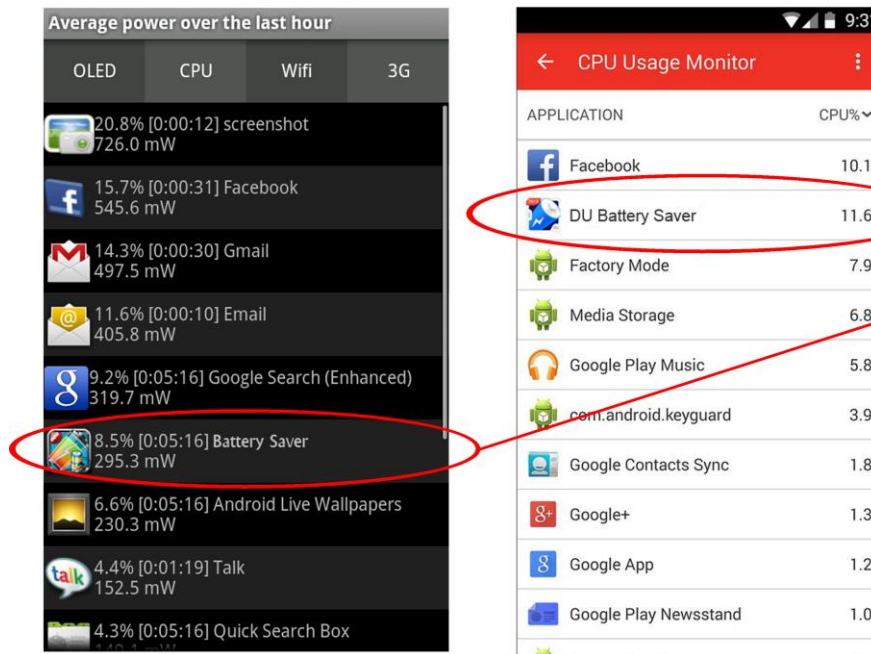 Average power over the last hour
OLED CPU Wifi 3G
20.8% [0:00:12] screenshot
726.0 mW
15.7% [0:00:31] Facebook
545.6 mW
14.3% [0:00:30] Gmail
497.5 mW
11.6% [0:00:10] Email
405.8 mW
9.2% [0:05:16] Google Search (Enhanced)
319.7 mW
8.5% [0:05:16] Battery Saver
295.3 mW
6.6% [0:05:16] Android Live Wallpapers
230.3 mW
talk
4.4% [0:01:19] Talk
152.5 mW
4.3% [0:05:16] Quick Search Box
9:3
CPU Usage Monitor
APPLICATION CPU%
Facebook 10.1
DU Battery Saver 11.6
Factory Mode 7.9
Media Storage 6.8
Google Play Music 5.8
com.android.keyguard 3.9
Google Contacts Sync 1.8
Google+ 1.3
Google App 1.2
Google Play Newsstand 1.0